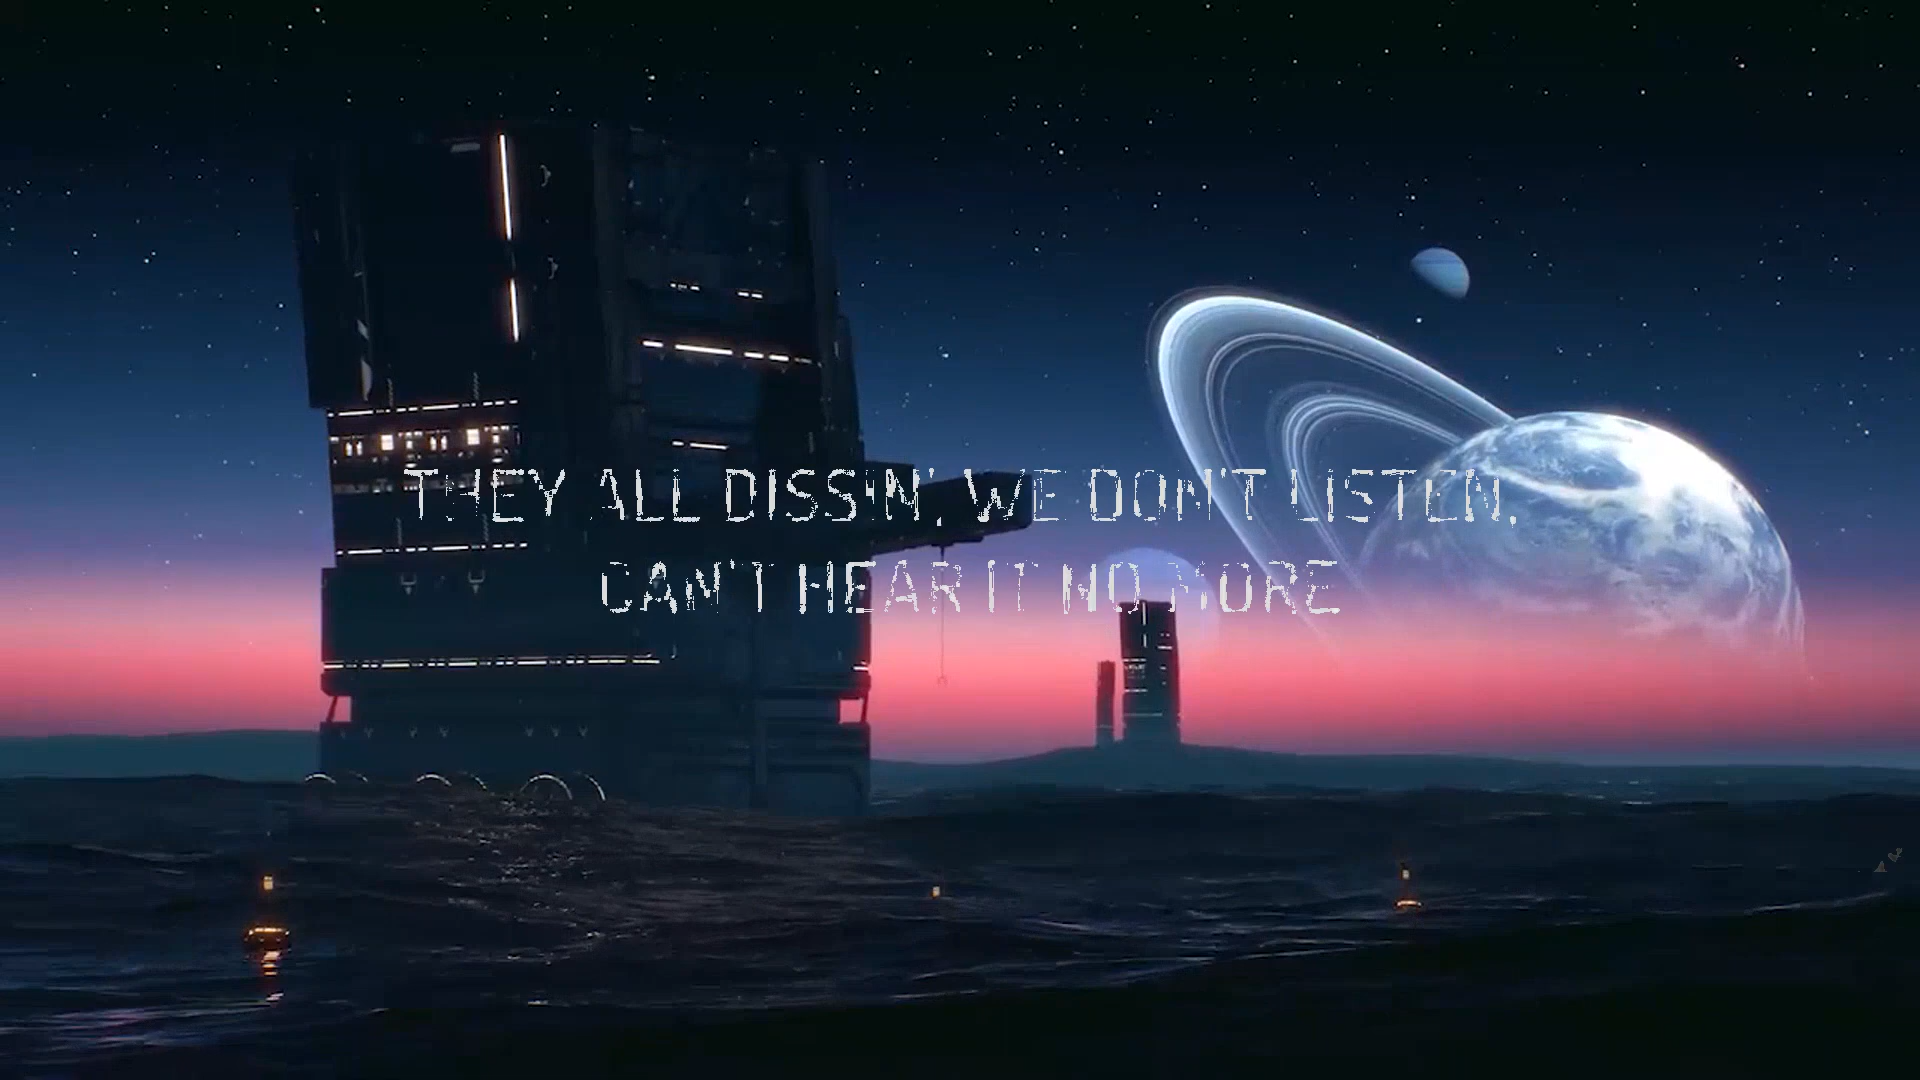 THEY ALL DISSIN', WE DON'T LISTEN,
CAN'T HEAR IT NO MORE